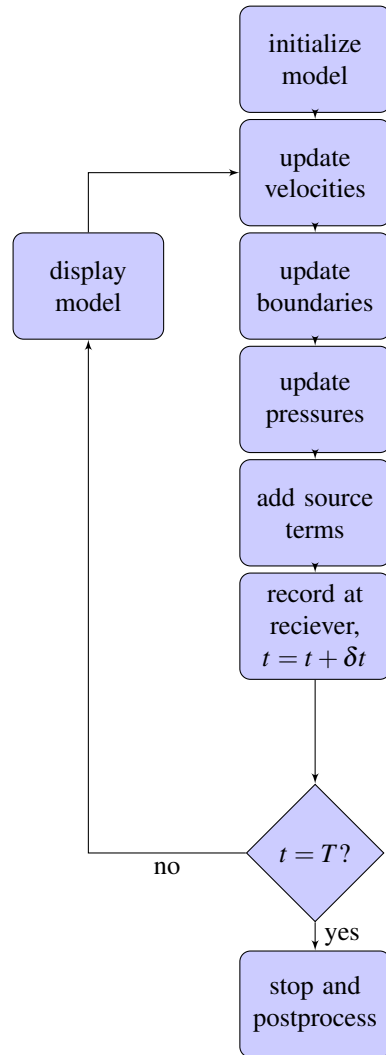 initialize
model
update
velocities
display
model
update
boundaries
update
pressures
add source
terms
record at
reciever,
t = t + δt
t = T?
no
yes
stop and
postprocess